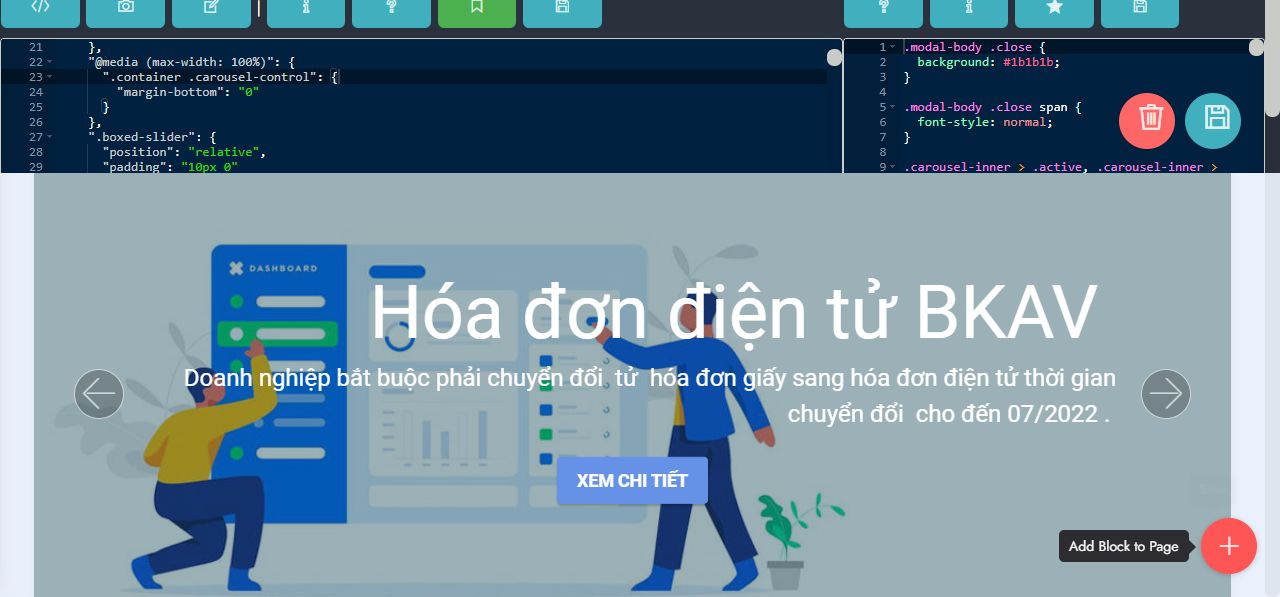 21 },
22 "@media (max-width: 100%)": {
23 ".container .carousel-control": {
24 "margin-bottom": "0"
25 }
26 },
27 ".boxed-slider": {
28 "position": "relative",
29 "padding": "10px 0"
1 .modal-body .close {
2 background: #1b1b1b;
3 }
4
5 .modal-body .close span {
6 font-style: normal;
7 }
8
9 .carousel-inner > .active, .carousel-inner >
DASHBOARD
Hóa đơn điện tử BKAV
Doanh nghiệp bắt buộc phải chuyển đổi tử hóa đơn giấy sang hóa đơn điện tử thời gian
chuyển đổi cho đến 07/2022 .
XEM CHI TIẾT
Add Block to Page